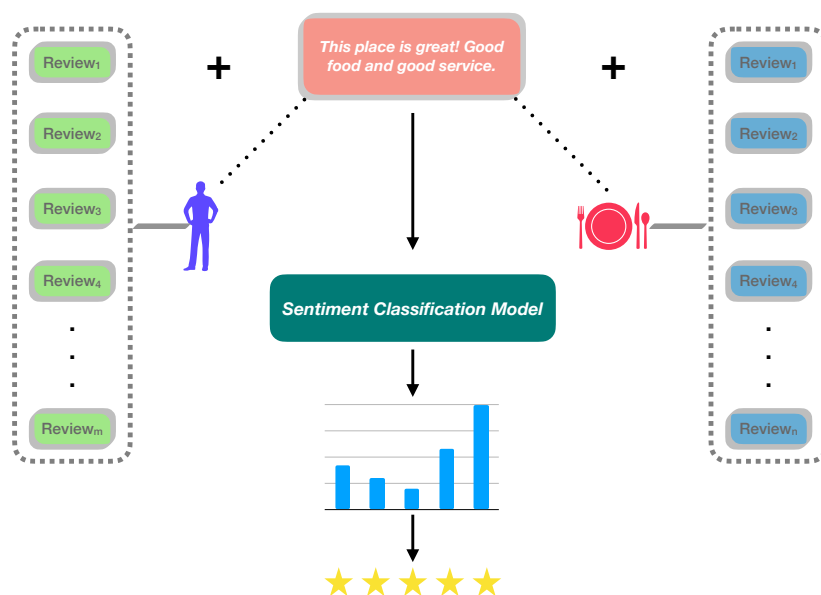 This place is great! Good
food and good service.
+
+
Review₁
Review₂
Review₃
Review₄
Reviewₘ
Review₁
Review₂
Review₃
Review₄
Reviewₙ
Sentiment Classification Model